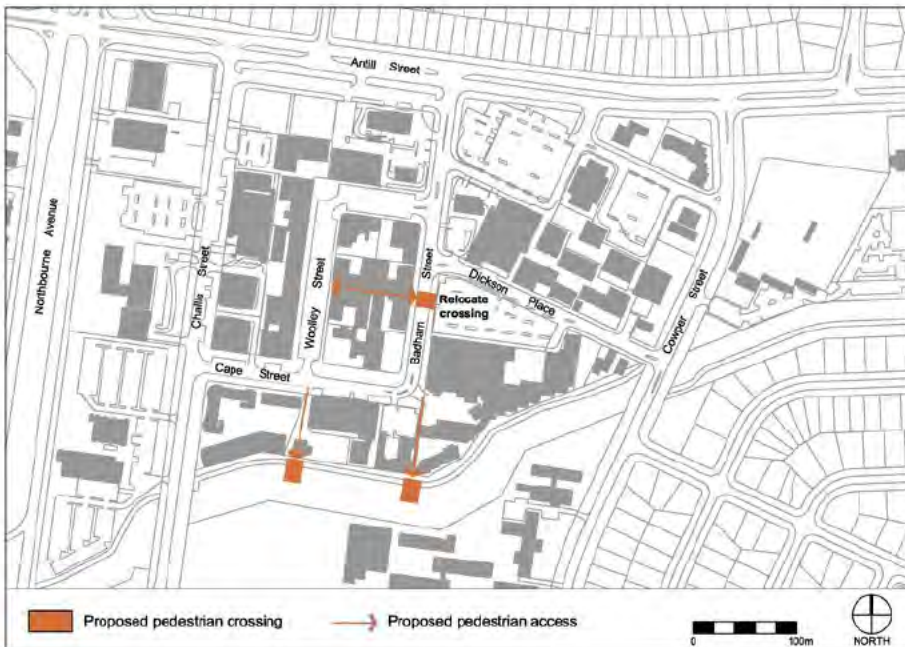 Antill Street
Northbourne Avenue
Challis Street
Woolley Street
Badham Street
Dickson Place
Relocate
crossing
Cowper Street
Cape Street
Proposed pedestrian crossing
Proposed pedestrian access
0 100m
NORTH